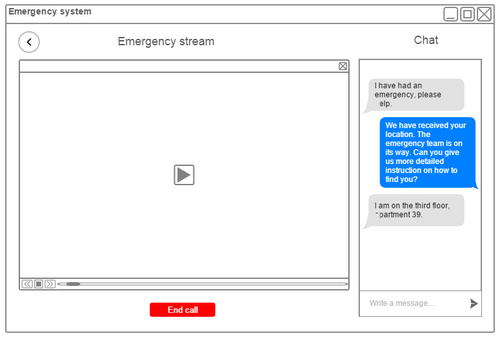 Emergency system
Emergency stream
Chat
I have had an
emergency, please
elp.
We have received your
location. The
emergency team is on
its way. Can you give
us more detailed
instruction on how to
find you?
I am on the third floor,
partment 39.
Write a message...
End call